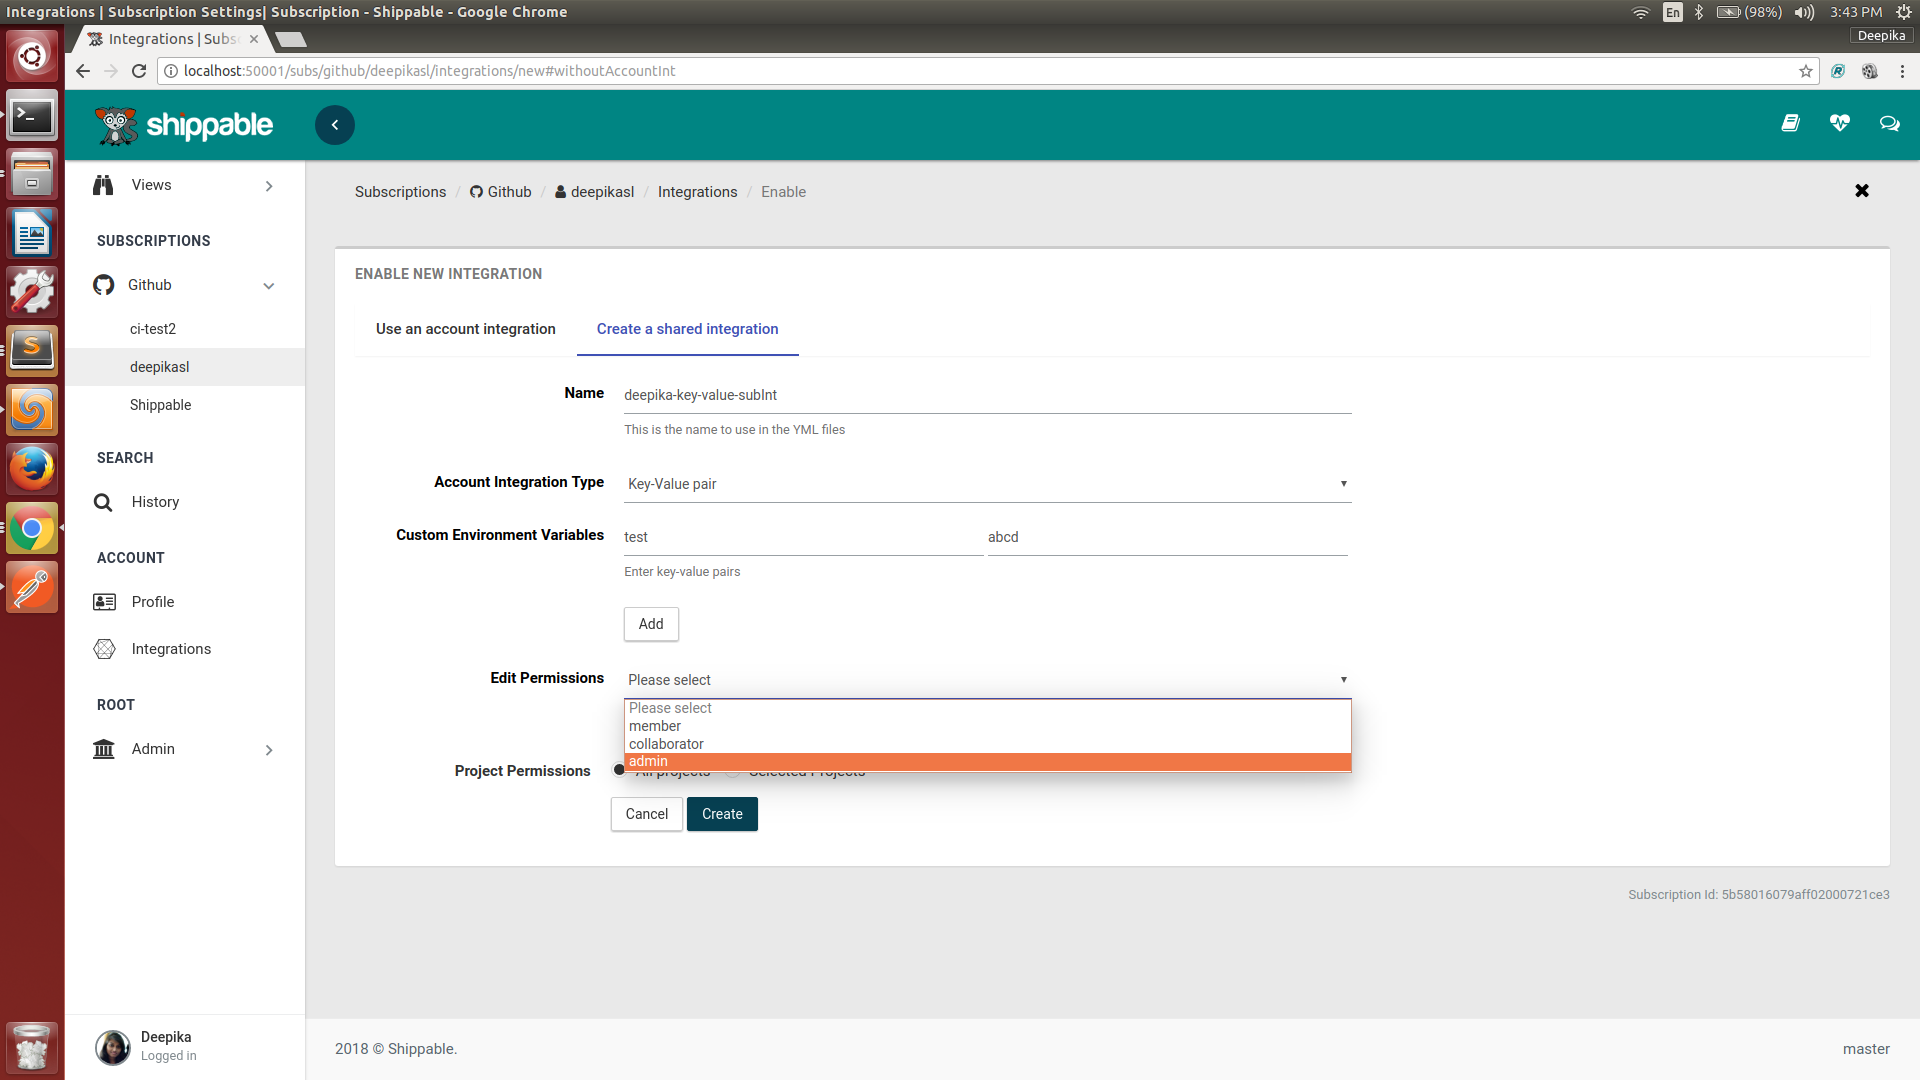 Integrations | Subscription Settings| Subscription - Shippable - Google Chrome
En
(98%)
3:43 PM
Integrations | Subs
Deepika
localhost:50001/subs/github/deepikasl/integrations/new#withoutAccountInt
shippable
Views
Subscriptions / Github / deepikasl / Integrations / Enable
SUBSCRIPTIONS
Github
ci-test2
deepikasl
Shippable
SEARCH
History
ACCOUNT
Profile
Integrations
ROOT
Admin
ENABLE NEW INTEGRATION
Use an account integration
Create a shared integration
Name
deepika-key-value-subInt
This is the name to use in the YML files
Account Integration Type
Key-Value pair
Custom Environment Variables
test
abcd
Enter key-value pairs
Add
Edit Permissions
Please select
Please select
member
collaborator
admin
Project Permissions
All projects
Selected Projects
Cancel
Create
Subscription Id: 5b58016079aff02000721ce3
Deepika
Logged in
2018 © Shippable.
master